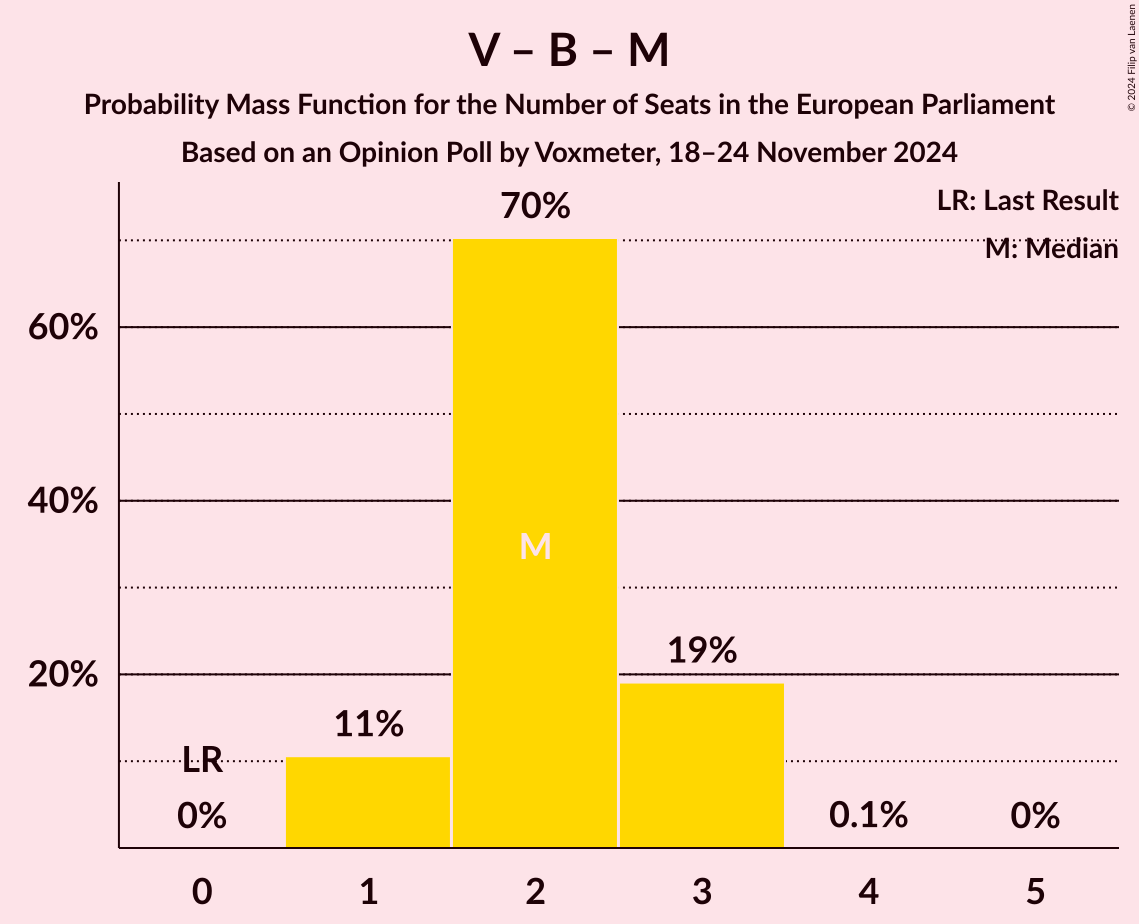 V – B – M
Probability Mass Function for the Number of Seats in the European Parliament
Based on an Opinion Poll by Voxmeter, 18–24 November 2024
© 2024 Filip van Laenen
LR: Last Result
M: Median
70%
60%
40%
M
20%
19%
11%
LR
0%
0.1%
0%
0 1 2 3 4 5